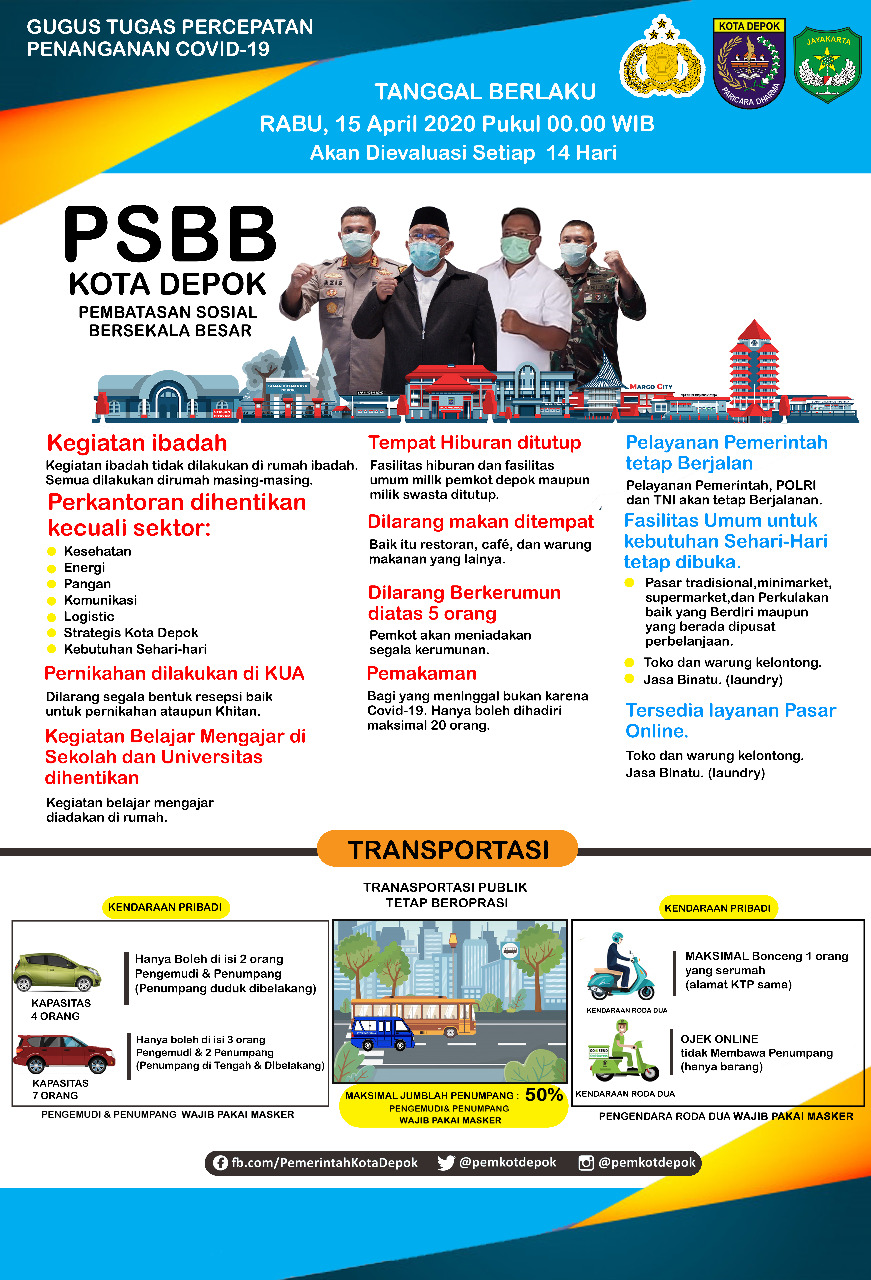 GUGUS TUGAS PERCEPATAN
PENANGANAN COVID-19
KOTA DEPOK
PARICARA DHARMA
JAYAKARTA
TANGGAL BERLAKU
RABU, 15 April 2020 Pukul 00.00 WIB
Akan Dievaluasi Setiap 14 Hari
PSBB
KOTA DEPOK
PEMBATASAN SOSIAL
BERSEKALA BESAR
AZIS
MARGO CITY
Kegiatan ibadah
Kegiatan ibadah tidak dilakukan di rumah ibadah.
Semua dilakukan dirumah masing-masing.
Perkantoran dihentikan
kecuali sektor:
Kesehatan
Energi
Pangan
Komunikasi
Logistic
Strategis Kota Depok
Kebutuhan Sehari-hari
Pernikahan dilakukan di KUA
Dilarang segala bentuk resepsi baik
untuk pernikahan ataupun Khitan.
Kegiatan Belajar Mengajar di
Sekolah dan Universitas
dihentikan
Kegiatan belajar mengajar
diadakan di rumah.
Tempat Hiburan ditutup
Fasilitas hiburan dan fasilitas
umum milik pemkot depok maupun
milik swasta ditutup.
Dilarang makan ditempat
Baik itu restoran, café, dan warung
makanan yang lainya.
Dilarang Berkerumun
diatas 5 orang
Pemkot akan meniadakan
segala kerumunan.
Pemakaman
Bagi yang meninggal bukan karena
Covid-19. Hanya boleh dihadiri
maksimal 20 orang.
Pelayanan Pemerintah
tetap Berjalan
Pelayanan Pemerintah, POLRI
dan TNI akan tetap Berjalanan.
Fasilitas Umum untuk
kebutuhan Sehari-Hari
tetap dibuka.
Pasar tradisional,minimarket,
supermarket,dan Perkulakan
baik yang Berdiri maupun
yang berada dipusat
perbelanjaan.
Toko dan warung kelontong.
Jasa Binatu. (laundry)
Tersedia layanan Pasar
Online.
Toko dan warung kelontong.
Jasa Binatu. (laundry)
TRANSPORTASI
KENDARAAN PRIBADI
KAPASITAS
4 ORANG
Hanya Boleh di isi 2 orang
Pengemudi & Penumpang
(Penumpang duduk dibelakang)
KAPASITAS
7 ORANG
Hanya boleh di isi 3 orang
Pengemudi & 2 Penumpang
(Penumpang di Tengah & Dibelakang)
PENGEMUDI & PENUMPANG WAJIB PAKAI MASKER
TRANASPORTASI PUBLIK
TETAP BEROPRASI
MAKSIMAL JUMBLAH PENUMPANG : 50%
PENGEMUDI& PENUMPANG
WAJIB PAKAI MASKER
KENDARAAN PRIBADI
KENDARAAN RODA DUA
MAKSIMAL Bonceng 1 orang
yang serumah
(alamat KTP sama)
KENDARAAN RODA DUA
OJEK ONLINE
tidak Membawa Penumpang
(hanya barang)
PENGENDARA RODA DUA WAJIB PAKAI MASKER
fb.com/PemerintahKotaDepok
@pemkotdepok
@pemkotdepok